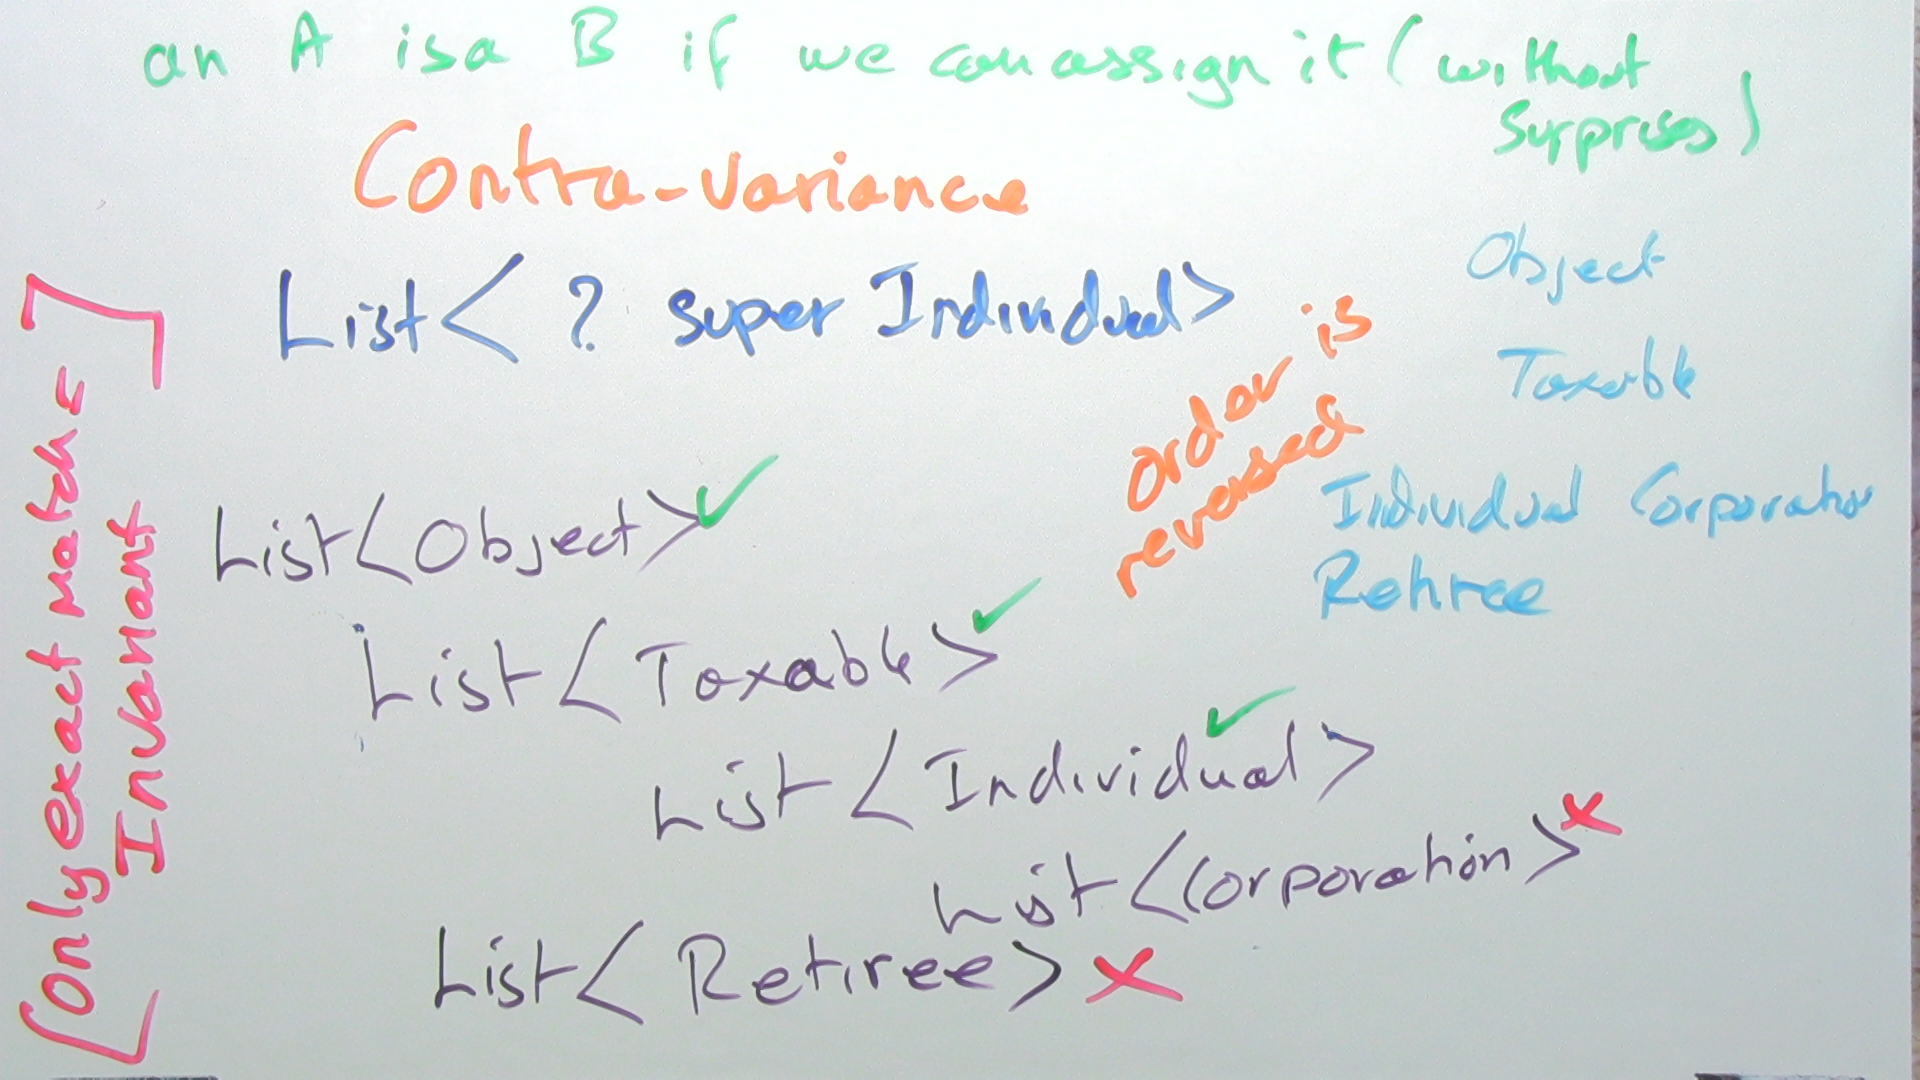 an A isa B if we can assign it (without
surprises)
Contra-variance
List< ? super Individual>
Object
Taxable
Individual Corporation
Retiree
order is
reversed
List<Object>✓
List<Taxable>✓
List<Individual>✓
List<Corporation>x
List<Retiree>x
[Only exact match =
Invariant]